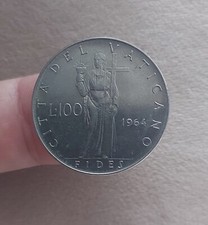 CITTA' DEL VATICANO
L.100
1964
FIDES